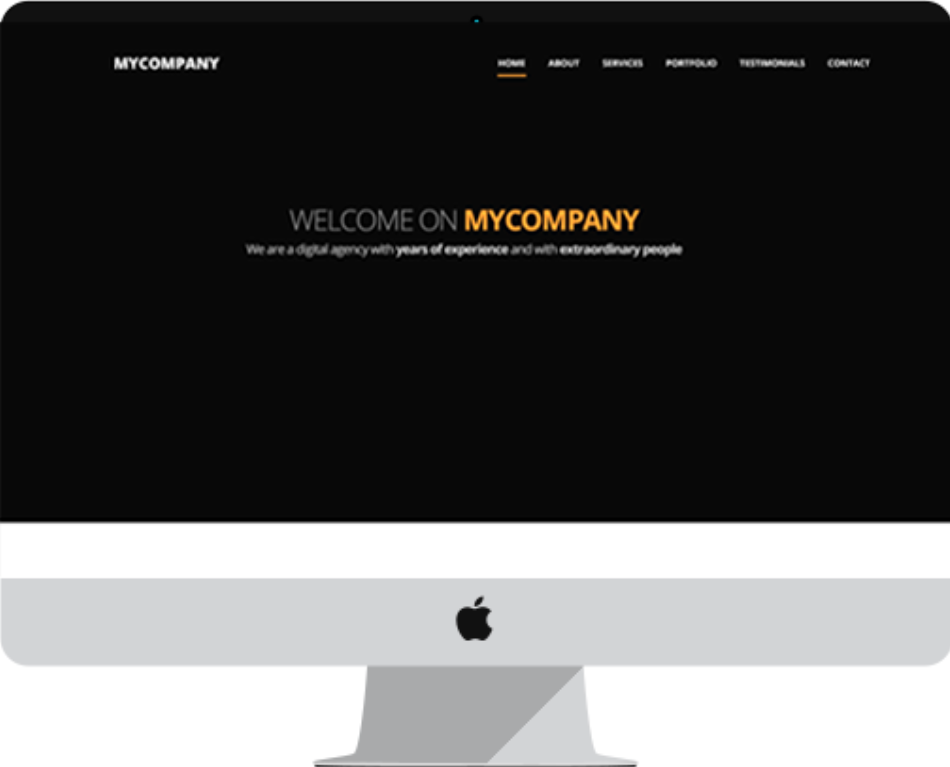 MYCOMPANY
HOME ABOUT SERVICES PORTFOLIO TESTIMONIALS CONTACT
WELCOME ON MYCOMPANY
We are a digital agency with years of experience and with extraordinary people